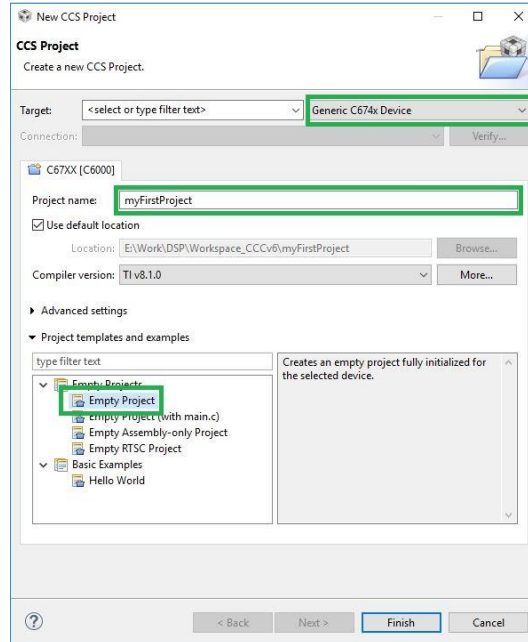 New CCS Project
CCS Project
Create a new CCS Project.
Target: <select or type filter text> Generic C674x Device
Connection: Verify...
C67XX [C6000]
Project name: myFirstProject
Use default location
Location: E:\Work\DSP\Workspace_CCCv6\myFirstProject Browse...
Compiler version: TI v8.1.0 More...
Advanced settings
Project templates and examples
type filter text
Empty Projects
Empty Project
Empty Project (with main.c)
Empty Assembly-only Project
Empty RTSC Project
Basic Examples
Hello World
Creates an empty project fully initialized for
the selected device.
? < Back Next > Finish Cancel